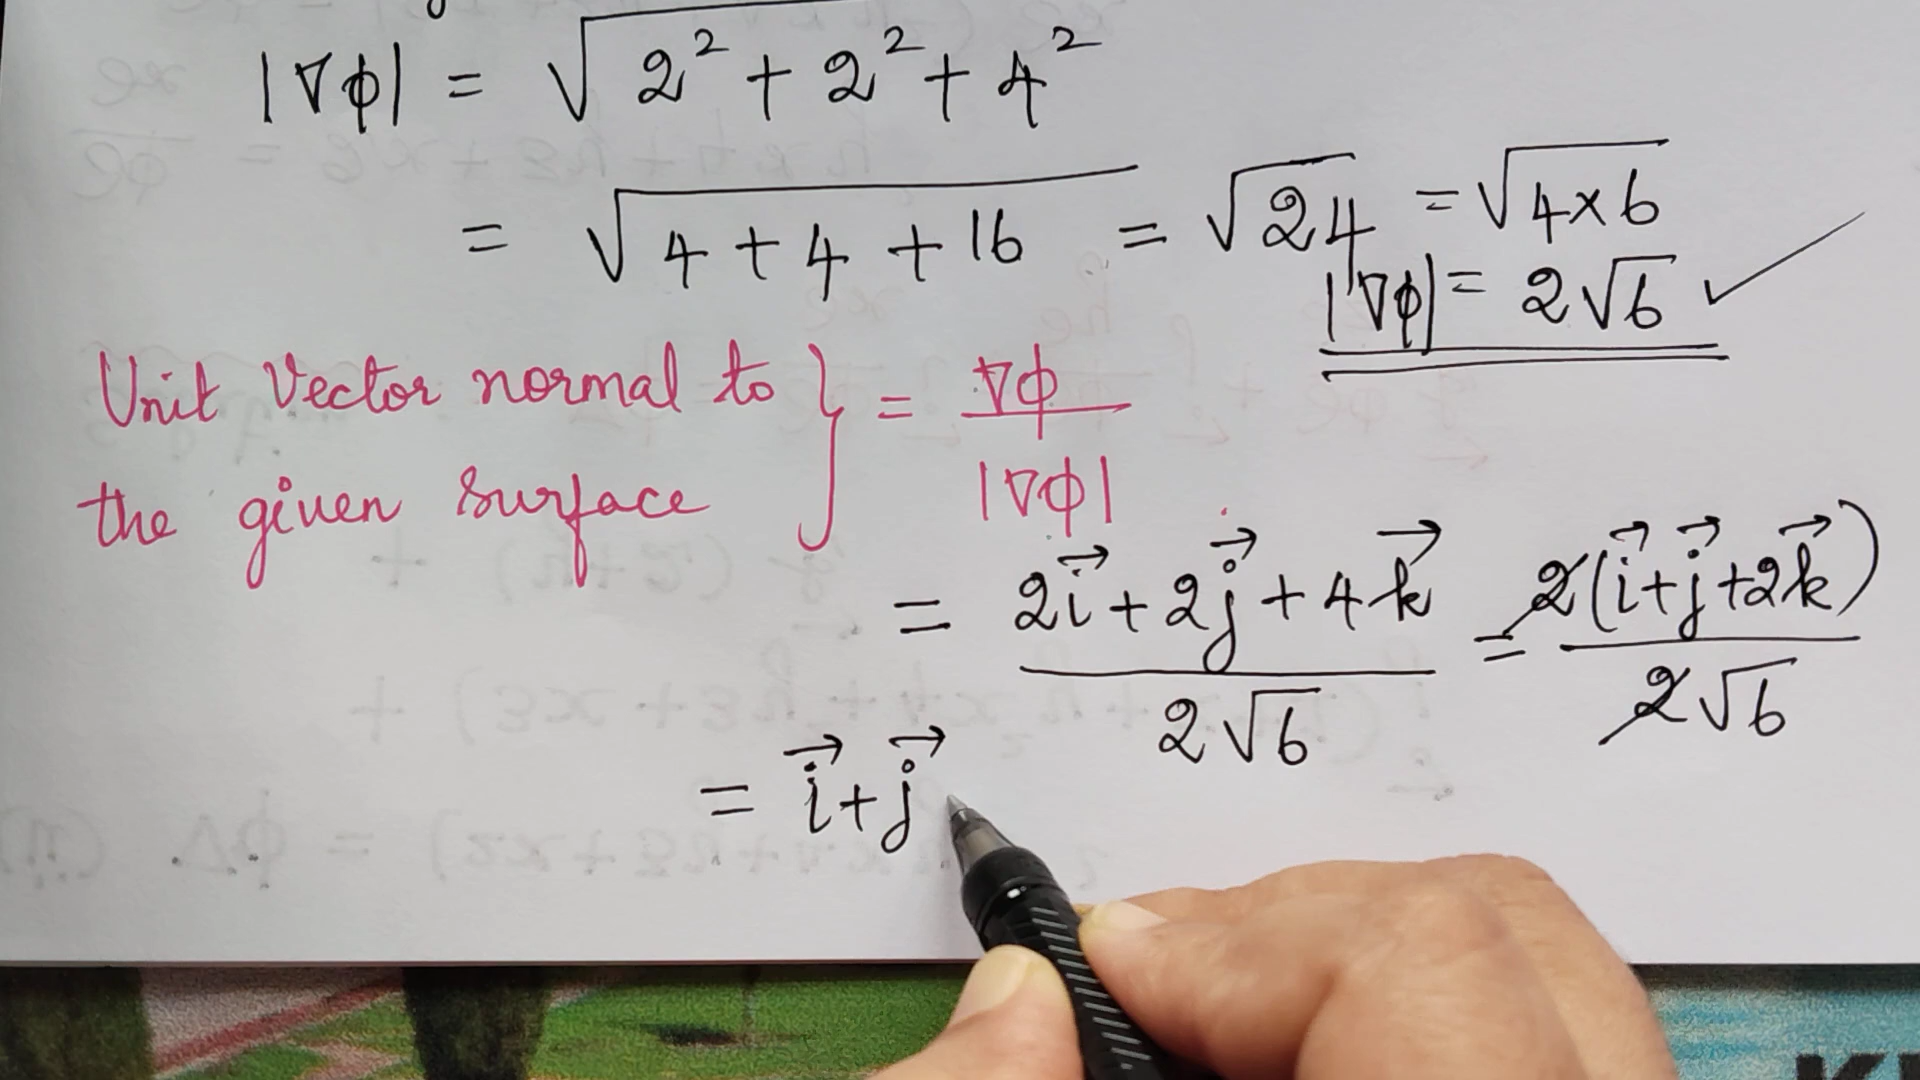 |∇ϕ| = √(2² + 2² + 4²)
= √(4 + 4 + 16) = √24 = √(4×6)
|∇ϕ| = 2√6 ✓
Unit Vector normal to
the given surface } = ∇ϕ / |∇ϕ|
= (2i⃗ + 2j⃗ + 4k⃗) / 2√6 = 2(i⃗+j⃗+2k⃗) / 2√6
= i⃗+j⃗